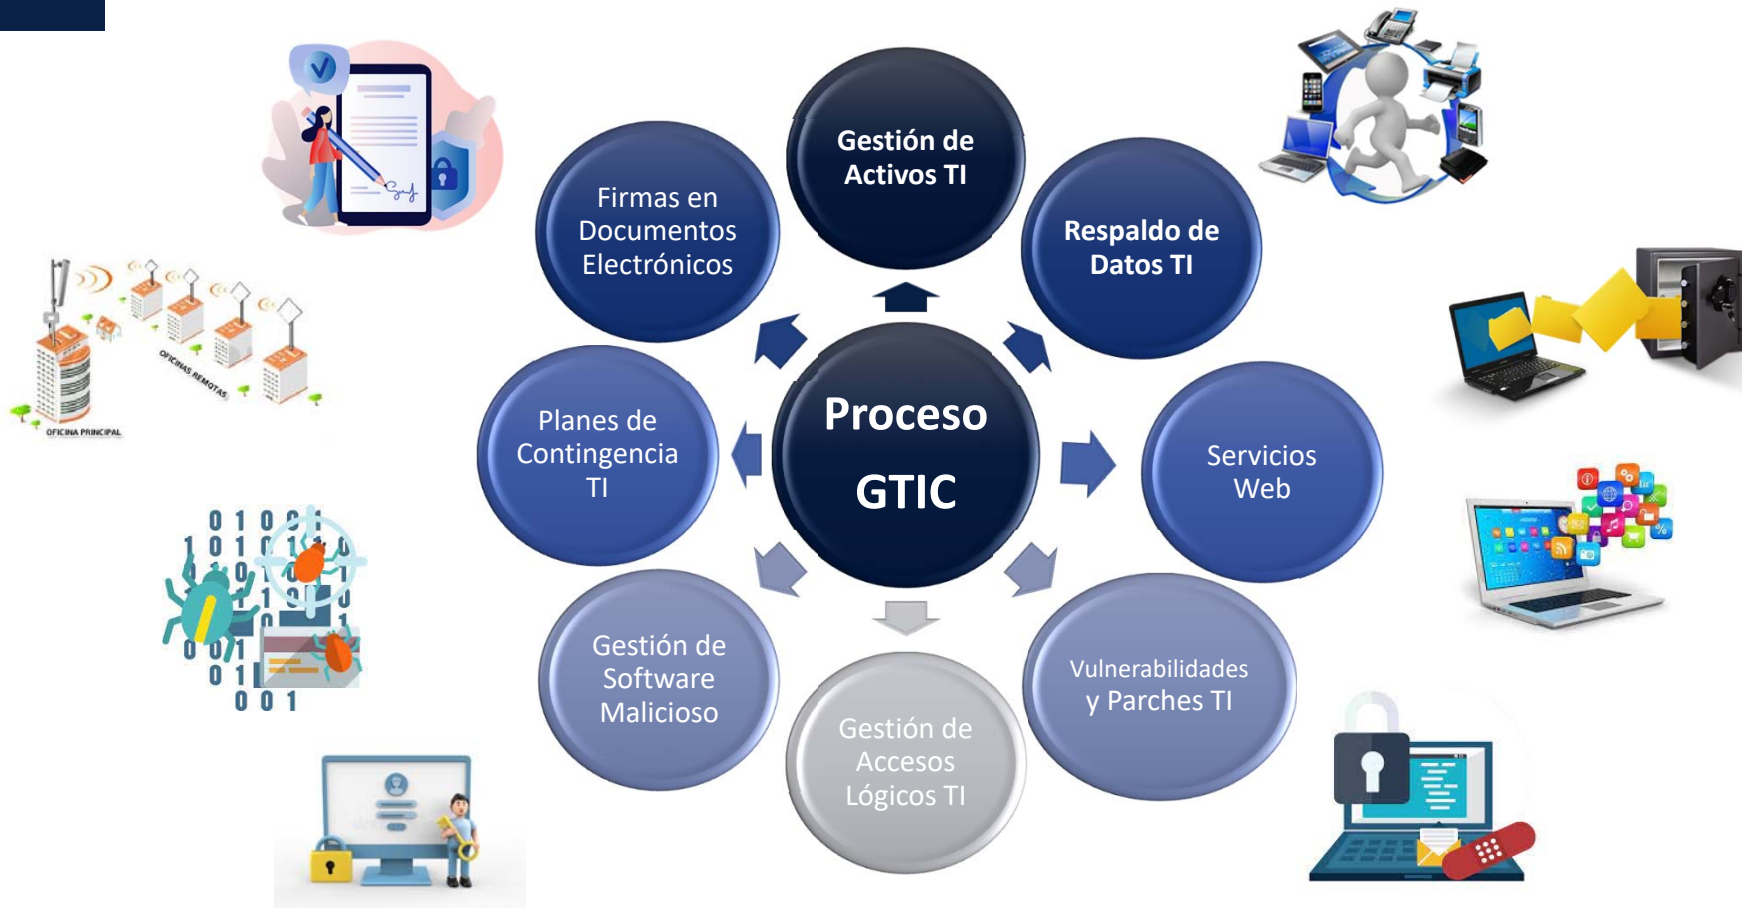 Gestión de
Activos TI
Respaldo de
Datos TI
Servicios
Web
Vulnerabilidades
y Parches TI
Gestión de
Accesos
Lógicos TI
Gestión de
Software
Malicioso
Planes de
Contingencia
TI
Firmas en
Documentos
Electrónicos
Proceso
GTIC
OFICINAS REMOTAS
OFICINA PRINCIPAL